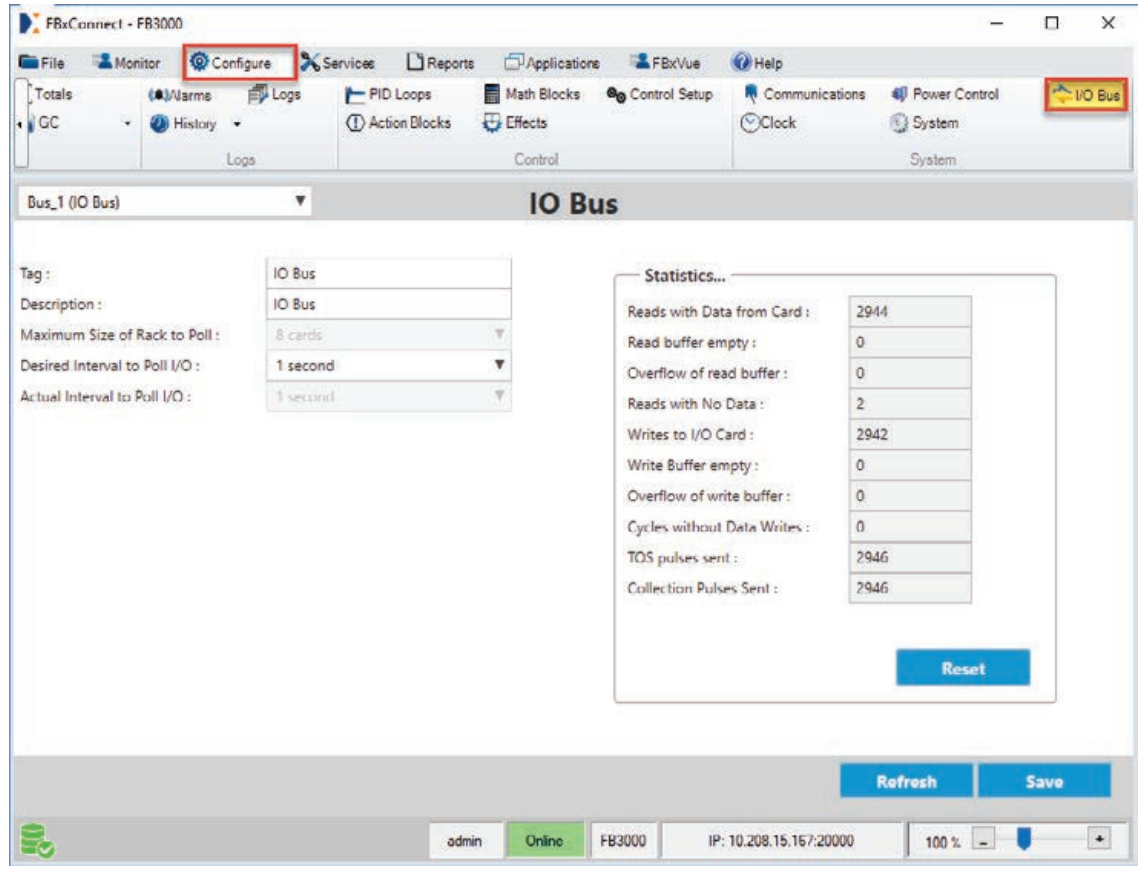 FBxConnect - FB3000
File Monitor Configure Services Reports Applications FBxVue Help
Totals Alarms Logs PID Loops Math Blocks Control Setup Communications Power Control I/O Bus
GC History Action Blocks Effects Clock System
Logs Control System
Bus_1 (IO Bus) IO Bus
Tag : IO Bus
Description : IO Bus
Maximum Size of Rack to Poll : 8 cards
Desired Interval to Poll I/O : 1 second
Actual Interval to Poll I/O : 1 second
Statistics...
Reads with Data from Card : 2944
Read buffer empty : 0
Overflow of read buffer : 0
Reads with No Data : 2
Writes to I/O Card : 2942
Write Buffer empty : 0
Overflow of write buffer : 0
Cycles without Data Writes : 0
TOS pulses sent : 2946
Collection Pulses Sent : 2946
Reset
Refresh Save
admin Online FB3000 IP: 10.208.15.167:20000 100 % - +